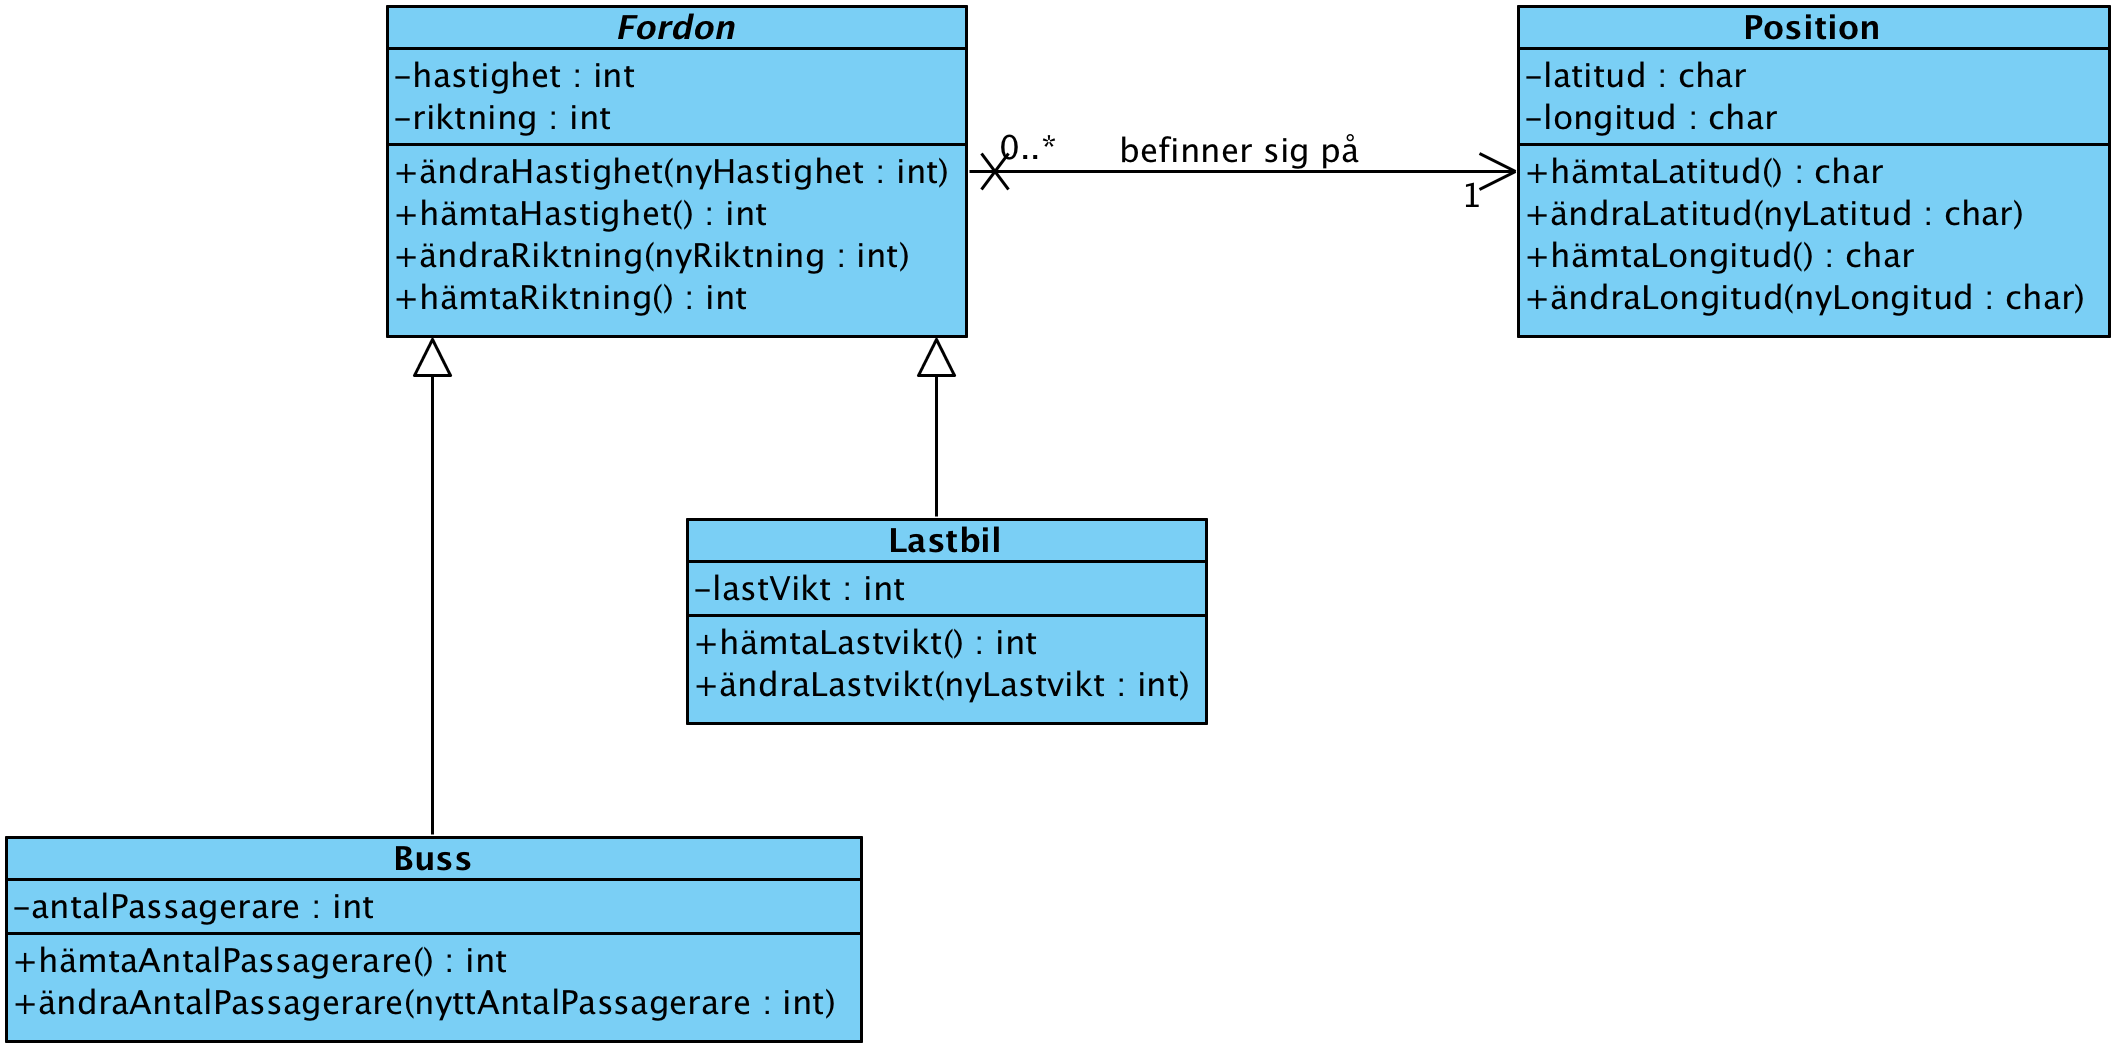 Fordon
-hastighet : int
-riktning : int
+ändraHastighet(nyHastighet : int)
+hämtaHastighet() : int
+ändraRiktning(nyRiktning : int)
+hämtaRiktning() : int
0..*
befinner sig på
1
Position
-latitud : char
-longitud : char
+hämtaLatitud() : char
+ändraLatitud(nyLatitud : char)
+hämtaLongitud() : char
+ändraLongitud(nyLongitud : char)
Lastbil
-lastVikt : int
+hämtaLastvikt() : int
+ändraLastvikt(nyLastvikt : int)
Buss
-antalPassagerare : int
+hämtaAntalPassagerare() : int
+ändraAntalPassagerare(nyttAntalPassagerare : int)